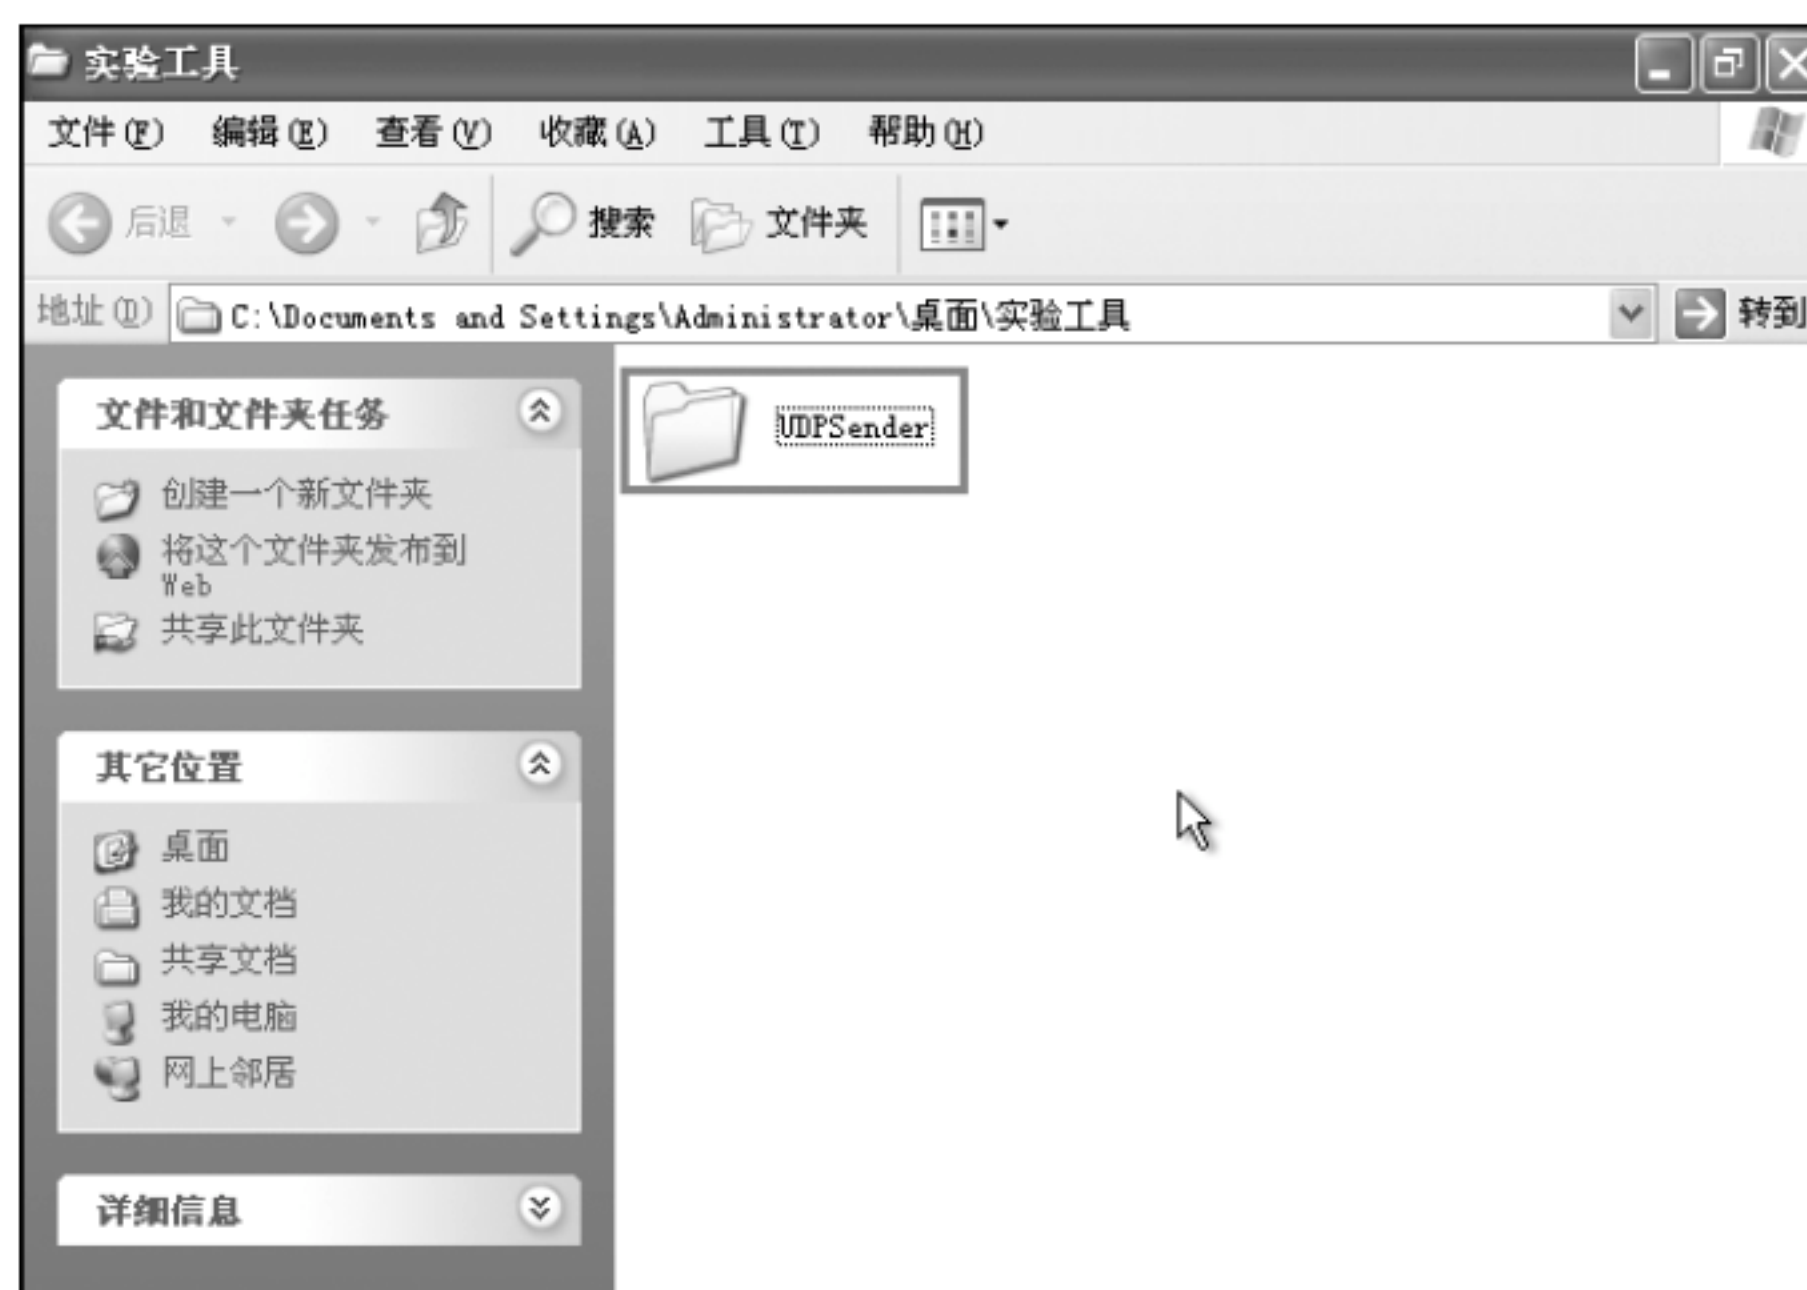 实验工具
文件(F) 编辑(E) 查看(V) 收藏(A) 工具(T) 帮助(H)
后退 搜索 文件夹
地址(D) C:\Documents and Settings\Administrator\桌面\实验工具 转到
文件和文件夹任务
创建一个新文件夹
将这个文件夹发布到
Web
共享此文件夹
UDPSender
其它位置
桌面
我的文档
共享文档
我的电脑
网上邻居
详细信息